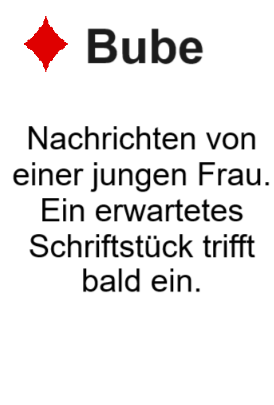 Bube
Nachrichten von
einer jungen Frau.
Ein erwartetes
Schriftstück trifft
bald ein.